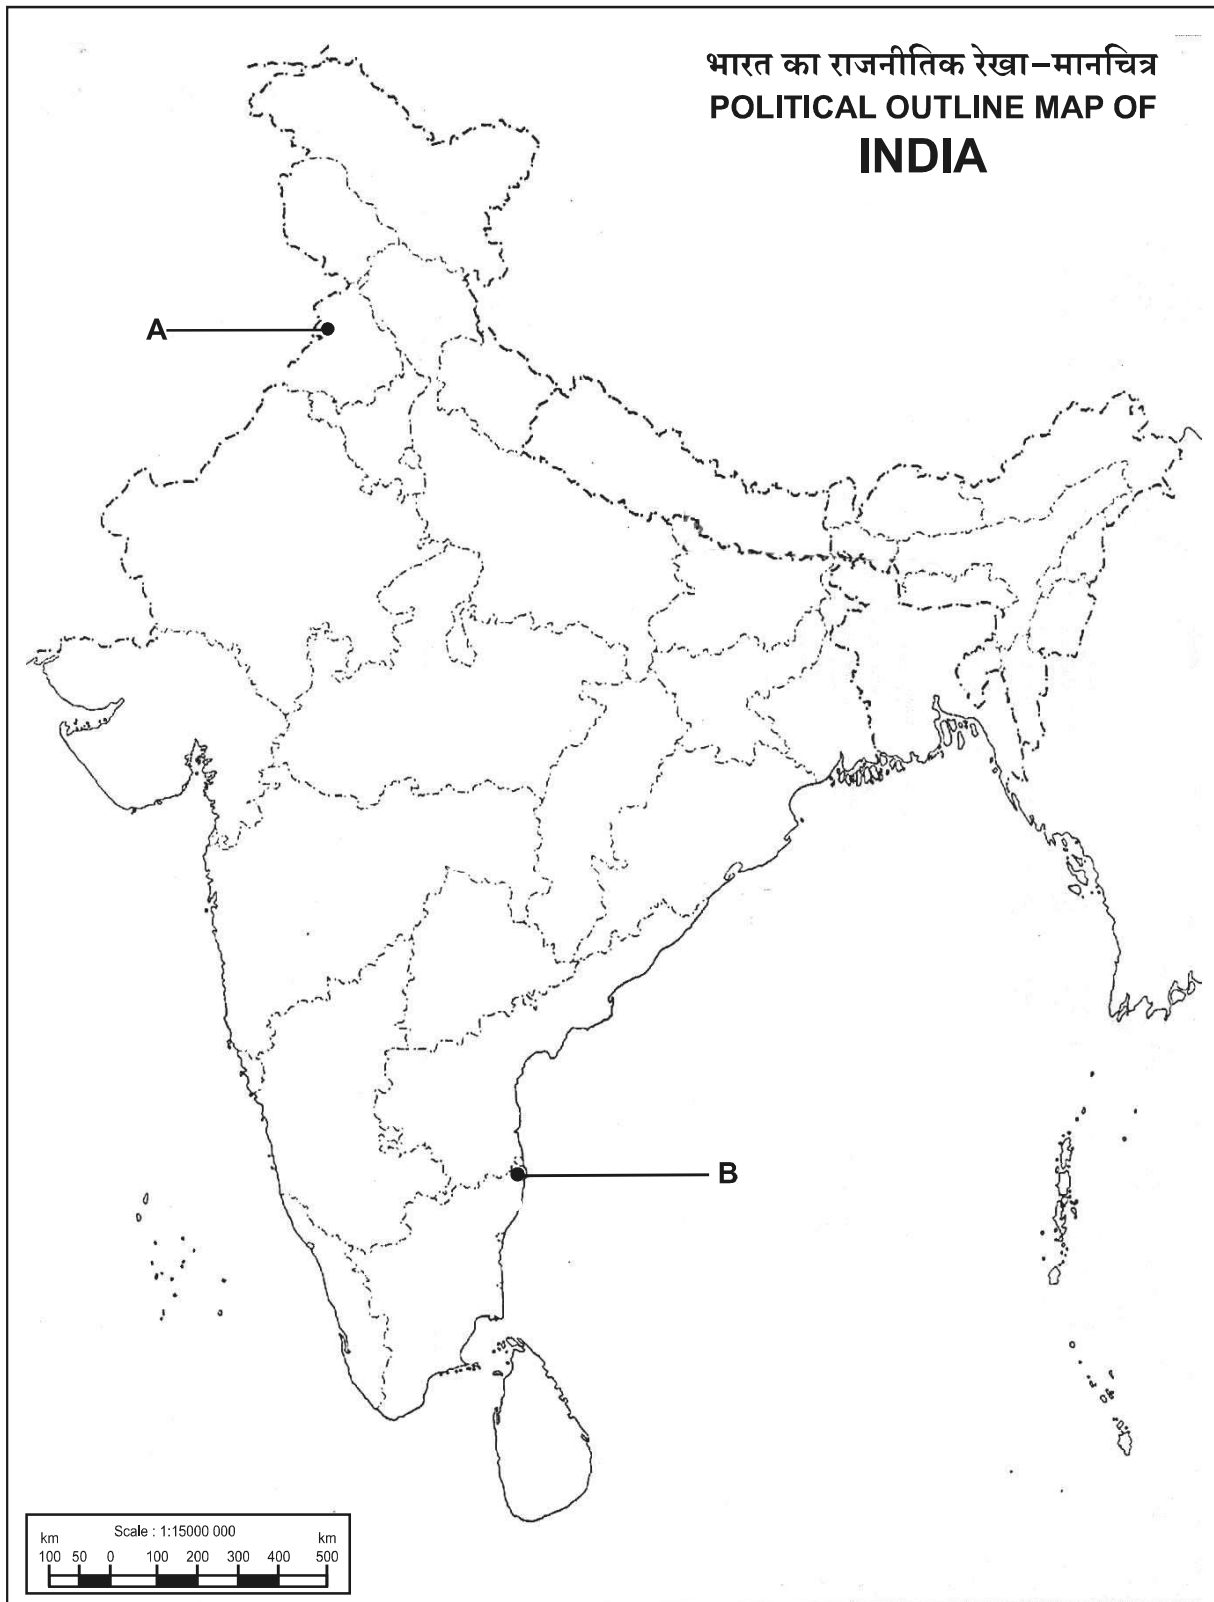 भारत का राजनीतिक रेखा–मानचित्र
POLITICAL OUTLINE MAP OF
INDIA
A
B
Scale : 1:15000 000
km km
100 50 0 100 200 300 400 500